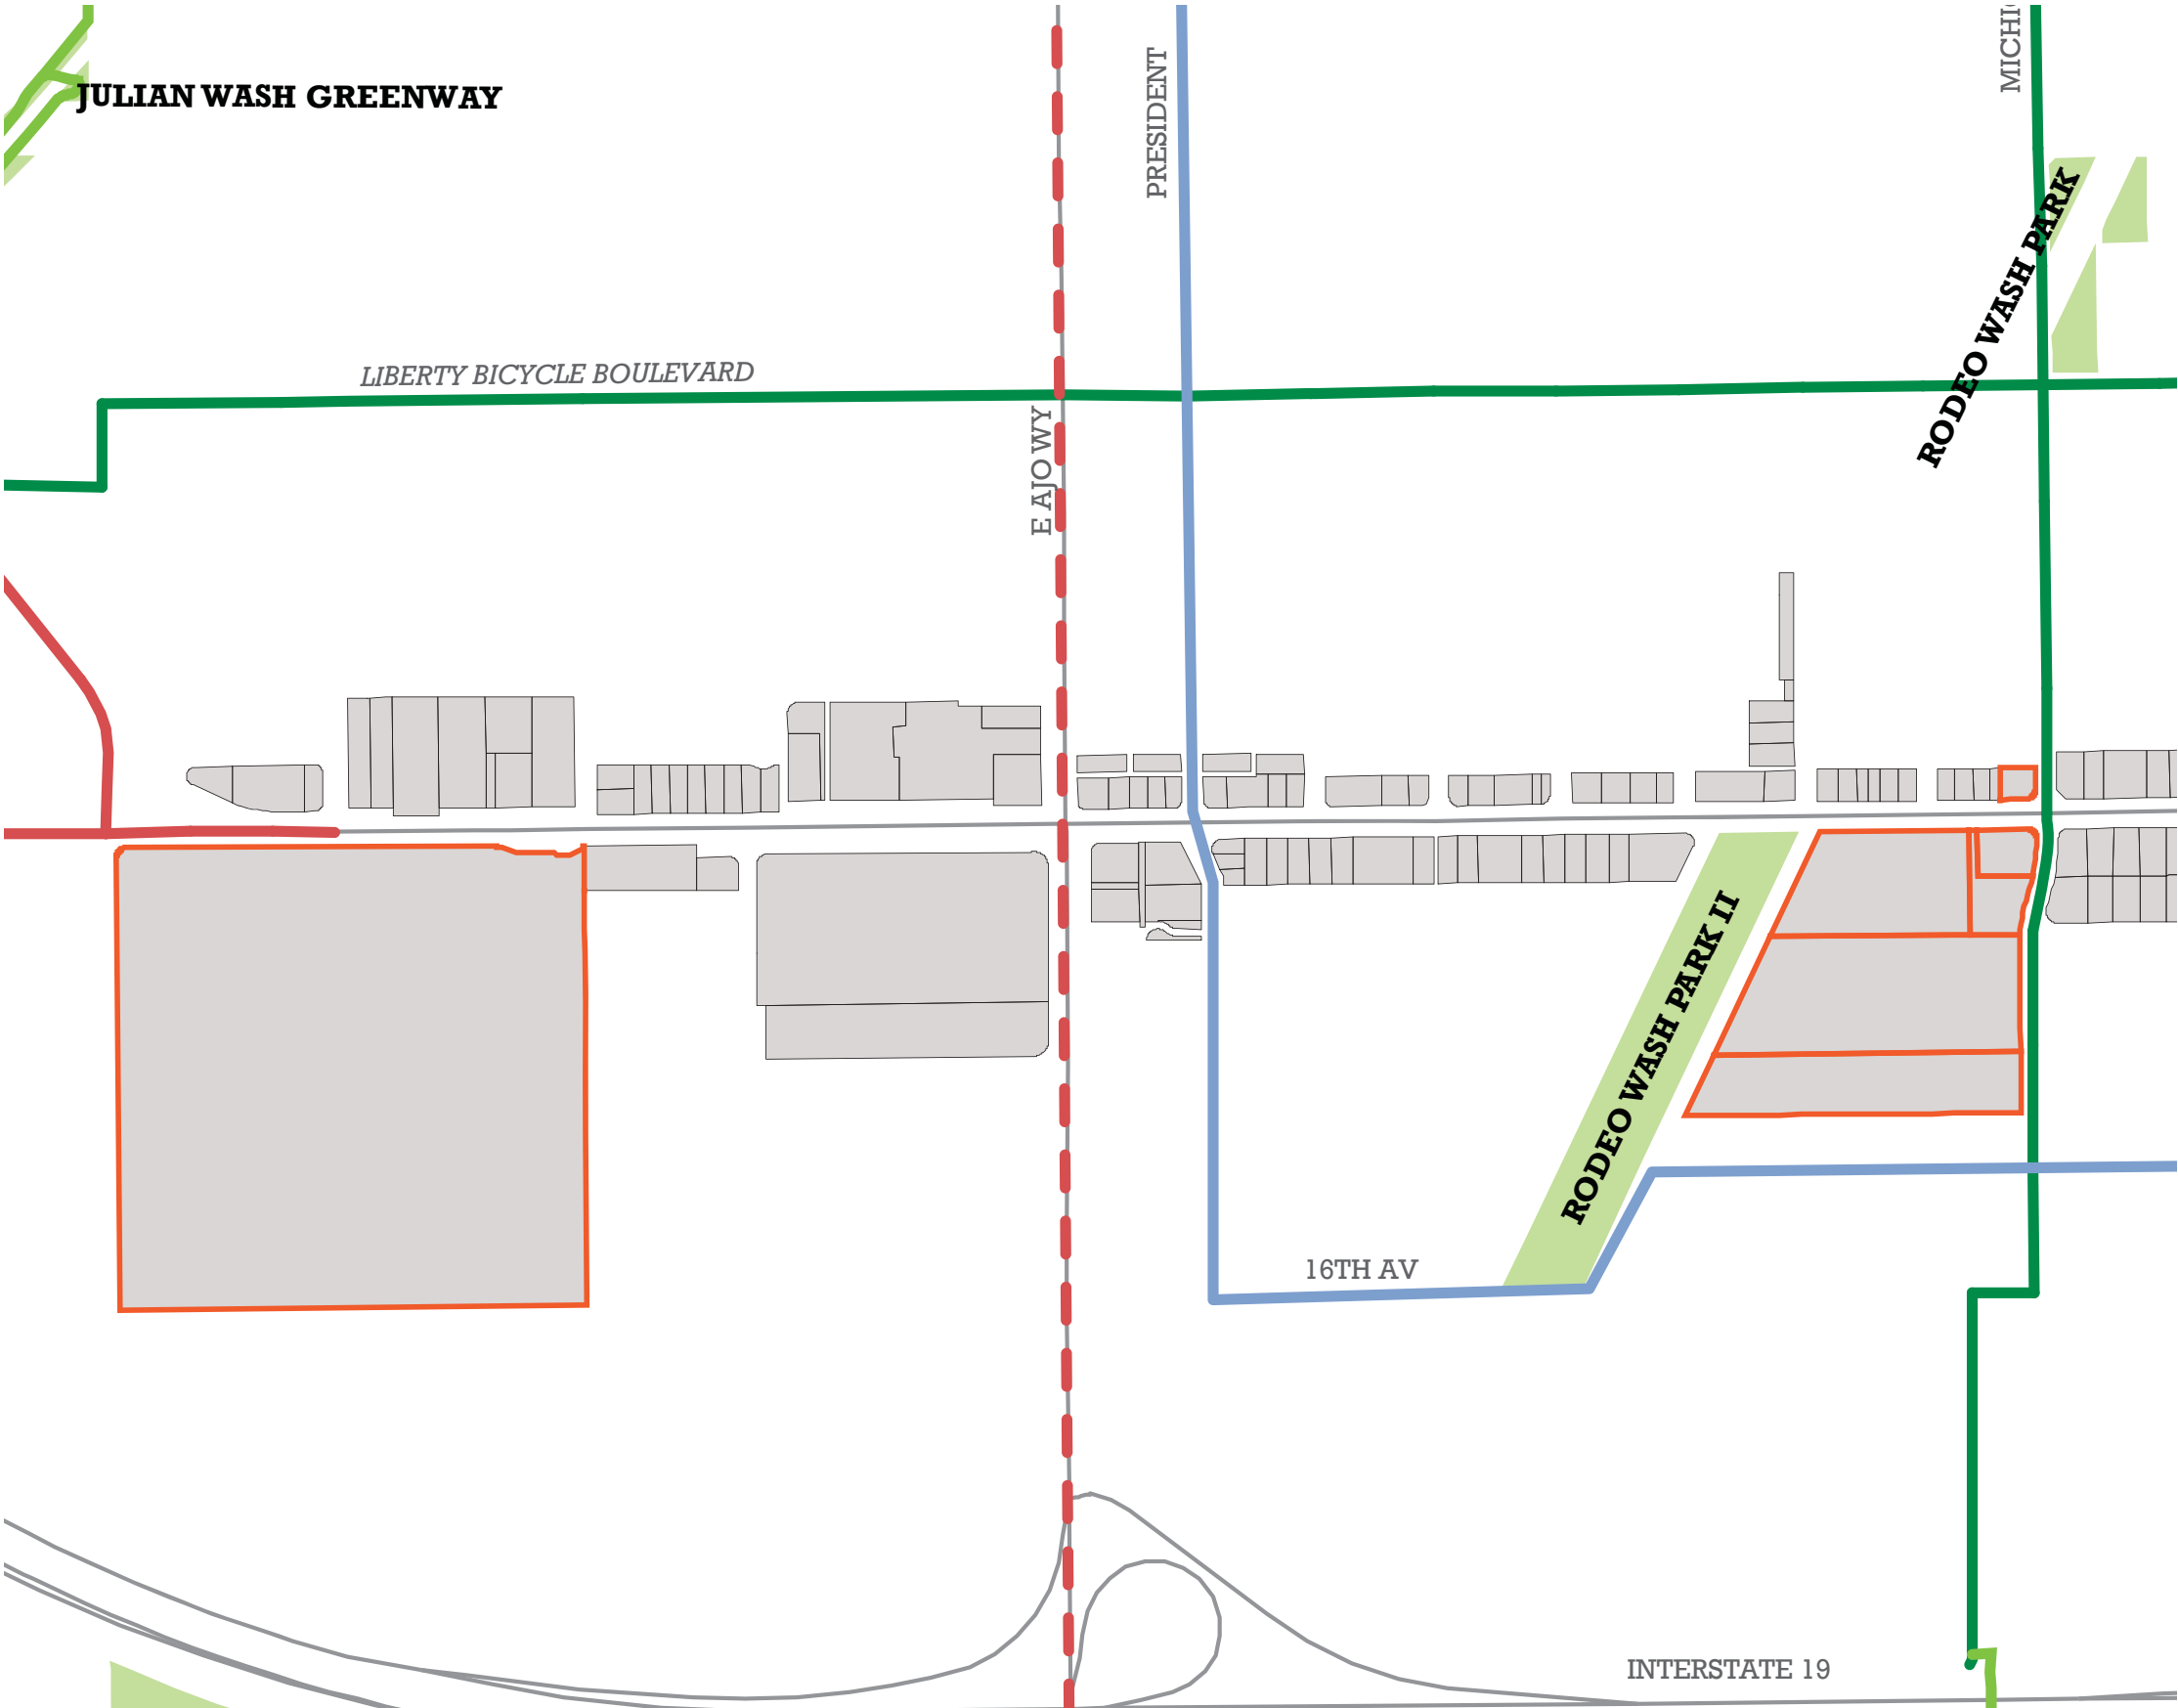 MICHI
PRESIDENT
JULIAN WASH GREENWAY
RODEO WASH PARK
LIBERTY BICYCLE BOULEVARD
E AJO WY
RODEO WASH PARK II
16TH AV
INTERSTATE 19